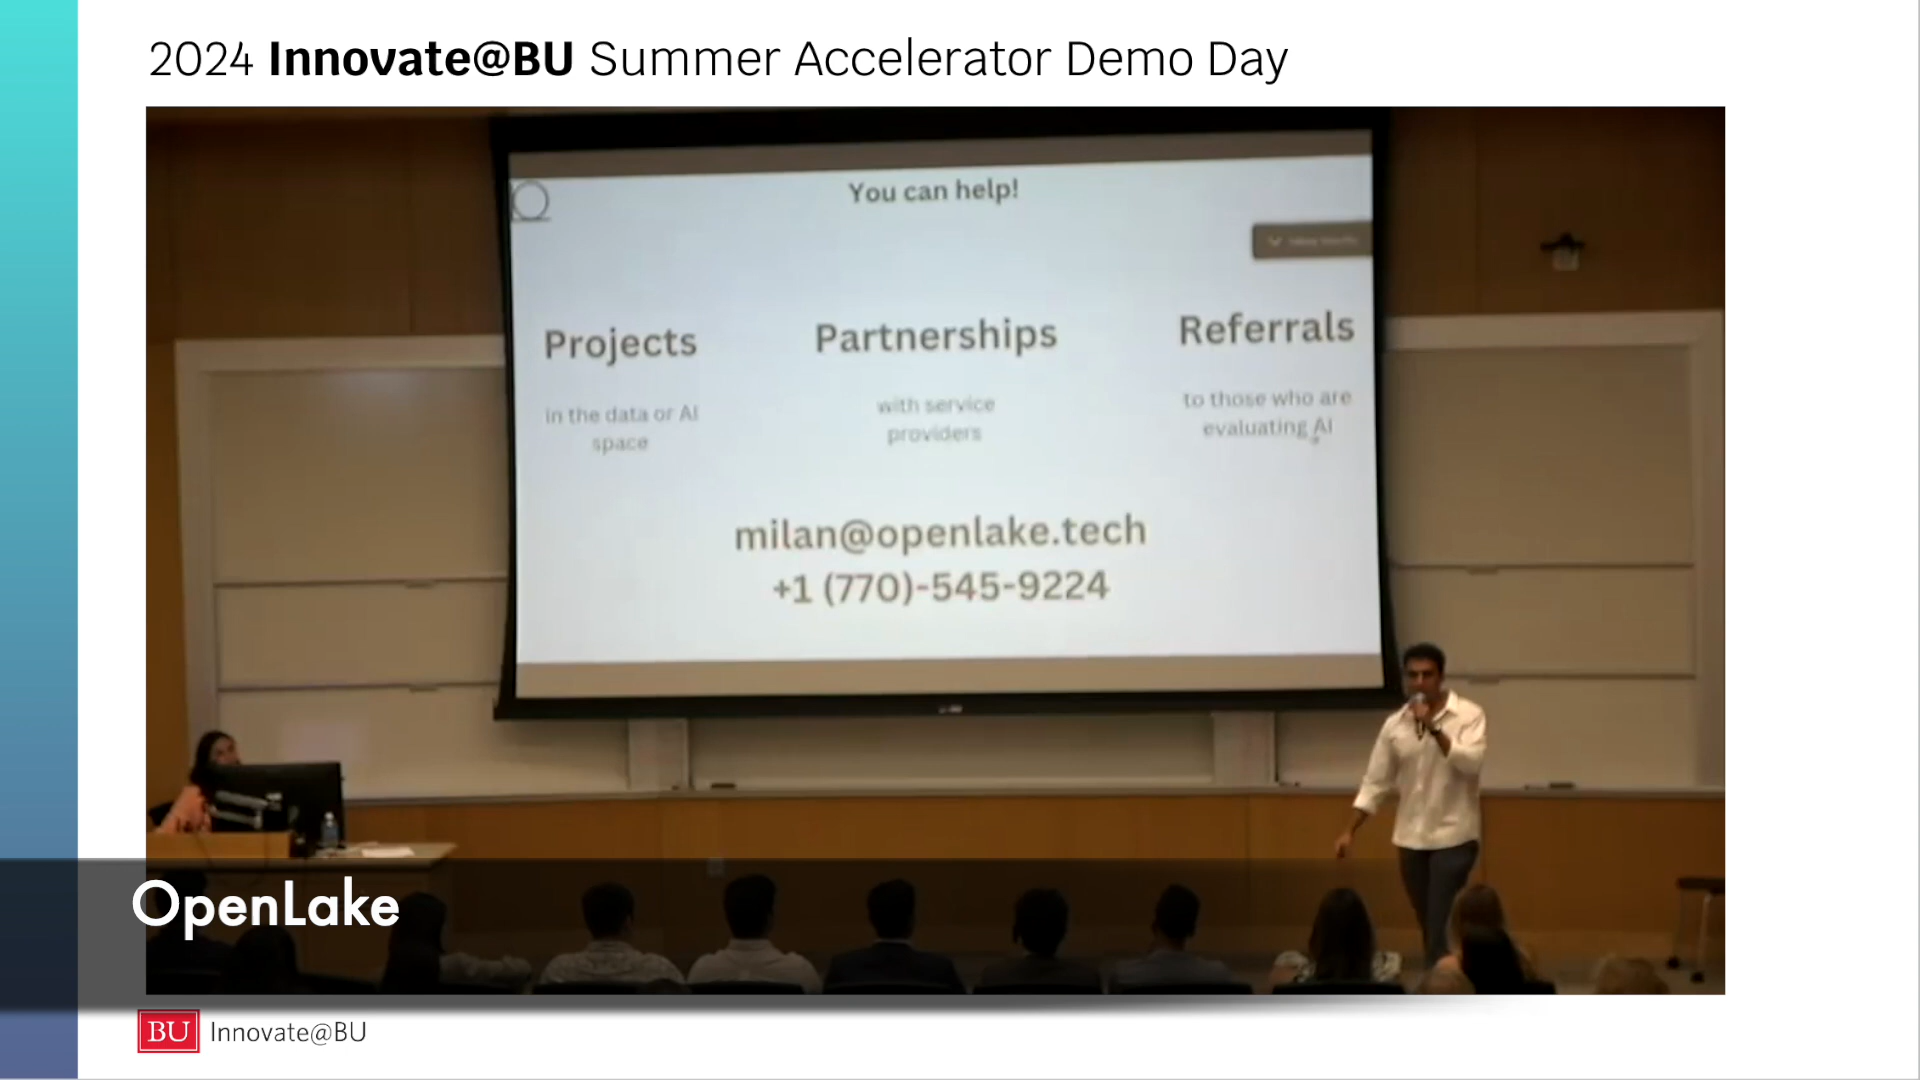 2024 Innovate@BU Summer Accelerator Demo Day
You can help!
Projects
in the data or AI
space
Partnerships
with service
providers
Referrals
to those who are
evaluating AI
milan@openlake.tech
+1 (770)-545-9224
OpenLake
BU Innovate@BU